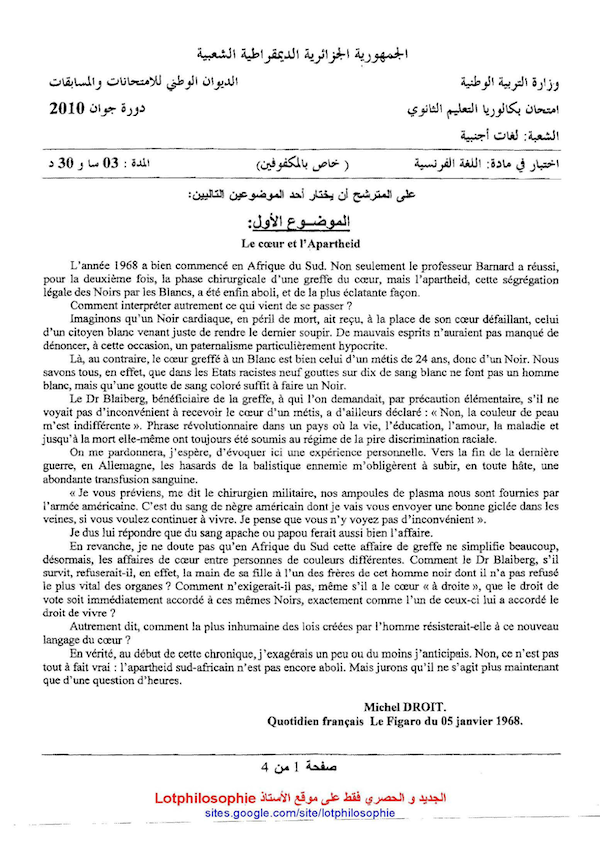 الجمهورية الجزائرية الديمقراطية الشعبية
وزارة التربية الوطنية الديوان الوطني للامتحانات والمسابقات
امتحان بكالوريا التعليم الثانوي دورة جوان 2010
الشعبة: لغات أجنبية
اختبار في مادة: اللغة الفرنسية (خاص بالمكفوفين) المدة: 03 سا و 30 د
على المترشح أن يختار أحد الموضوعين التاليين:
الموضوع الأول:
Le cœur et l'Apartheid
L'année 1968 a bien commencé en Afrique du Sud. Non seulement le professeur Barnard a réussi,
pour la deuxième fois, la phase chirurgicale d'une greffe du cœur, mais l'apartheid, cette ségrégation
légale des Noirs par les Blancs, a été enfin aboli, et de la plus éclatante façon.
Comment interpréter autrement ce qui vient de se passer ?
Imaginons qu'un Noir cardiaque, en péril de mort, ait reçu, à la place de son cœur défaillant, celui
d'un citoyen blanc venant juste de rendre le dernier soupir. De mauvais esprits n'auraient pas manqué de
dénoncer, à cette occasion, un paternalisme particulièrement hypocrite.
Là, au contraire, le cœur greffé à un Blanc est bien celui d'un métis de 24 ans, donc d'un Noir. Nous
savons tous, en effet, que dans les Etats racistes neuf gouttes sur dix de sang blanc ne font pas un homme
blanc, mais qu'une goutte de sang coloré suffit à faire un Noir.
Le Dr Blaiberg, bénéficiaire de la greffe, à qui l'on demandait, par précaution élémentaire, s'il ne
voyait pas d'inconvénient à recevoir le cœur d'un métis, a d'ailleurs déclaré : « Non, la couleur de peau
m'est indifférente ». Phrase révolutionnaire dans un pays où la vie, l'éducation, l'amour, la maladie et
jusqu'à la mort elle-même ont toujours été soumis au régime de la pire discrimination raciale.
On me pardonnera, j'espère, d'évoquer ici une expérience personnelle. Vers la fin de la dernière
guerre, en Allemagne, les hasards de la balistique ennemie m'obligèrent à subir, en toute hâte, une
abondante transfusion sanguine.
« Je vous préviens, me dit le chirurgien militaire, nos ampoules de plasma nous sont fournies par
l'armée américaine. C'est du sang de nègre américain dont je vais vous envoyer une bonne giclée dans les
veines, si vous voulez continuer à vivre. Je pense que vous n'y voyez pas d'inconvénient ».
Je dus lui répondre que du sang apache ou papou ferait aussi bien l'affaire.
En revanche, je ne doute pas qu'en Afrique du Sud cette affaire de greffe ne simplifie beaucoup,
désormais, les affaires de cœur entre personnes de couleurs différentes. Comment le Dr Blaiberg, s'il
survit, refuserait-il, en effet, la main de sa fille à l'un des frères de cet homme noir dont il n'a pas refusé
le plus vital des organes ? Comment n'exigerait-il pas, même s'il a le cœur « à droite », que le droit de
vote soit immédiatement accordé à ces mêmes Noirs, exactement comme l'un de ceux-ci lui a accordé le
droit de vivre ?
Autrement dit, comment la plus inhumaine des lois créées par l'homme résisterait-elle à ce nouveau
langage du cœur ?
En vérité, au début de cette chronique, j'exagérais un peu ou du moins j'anticipais. Non, ce n'est pas
tout à fait vrai : l'apartheid sud-africain n'est pas encore aboli. Mais jurons qu'il ne s'agit plus maintenant
que d'une question d'heures.
Michel DROIT.
Quotidien français Le Figaro du 05 janvier 1968.
صفحة 1 من 4
الجديد و الحصري فقط على موقع الأستاذ Lotphilosophie
sites.google.com/site/lotphilosophie